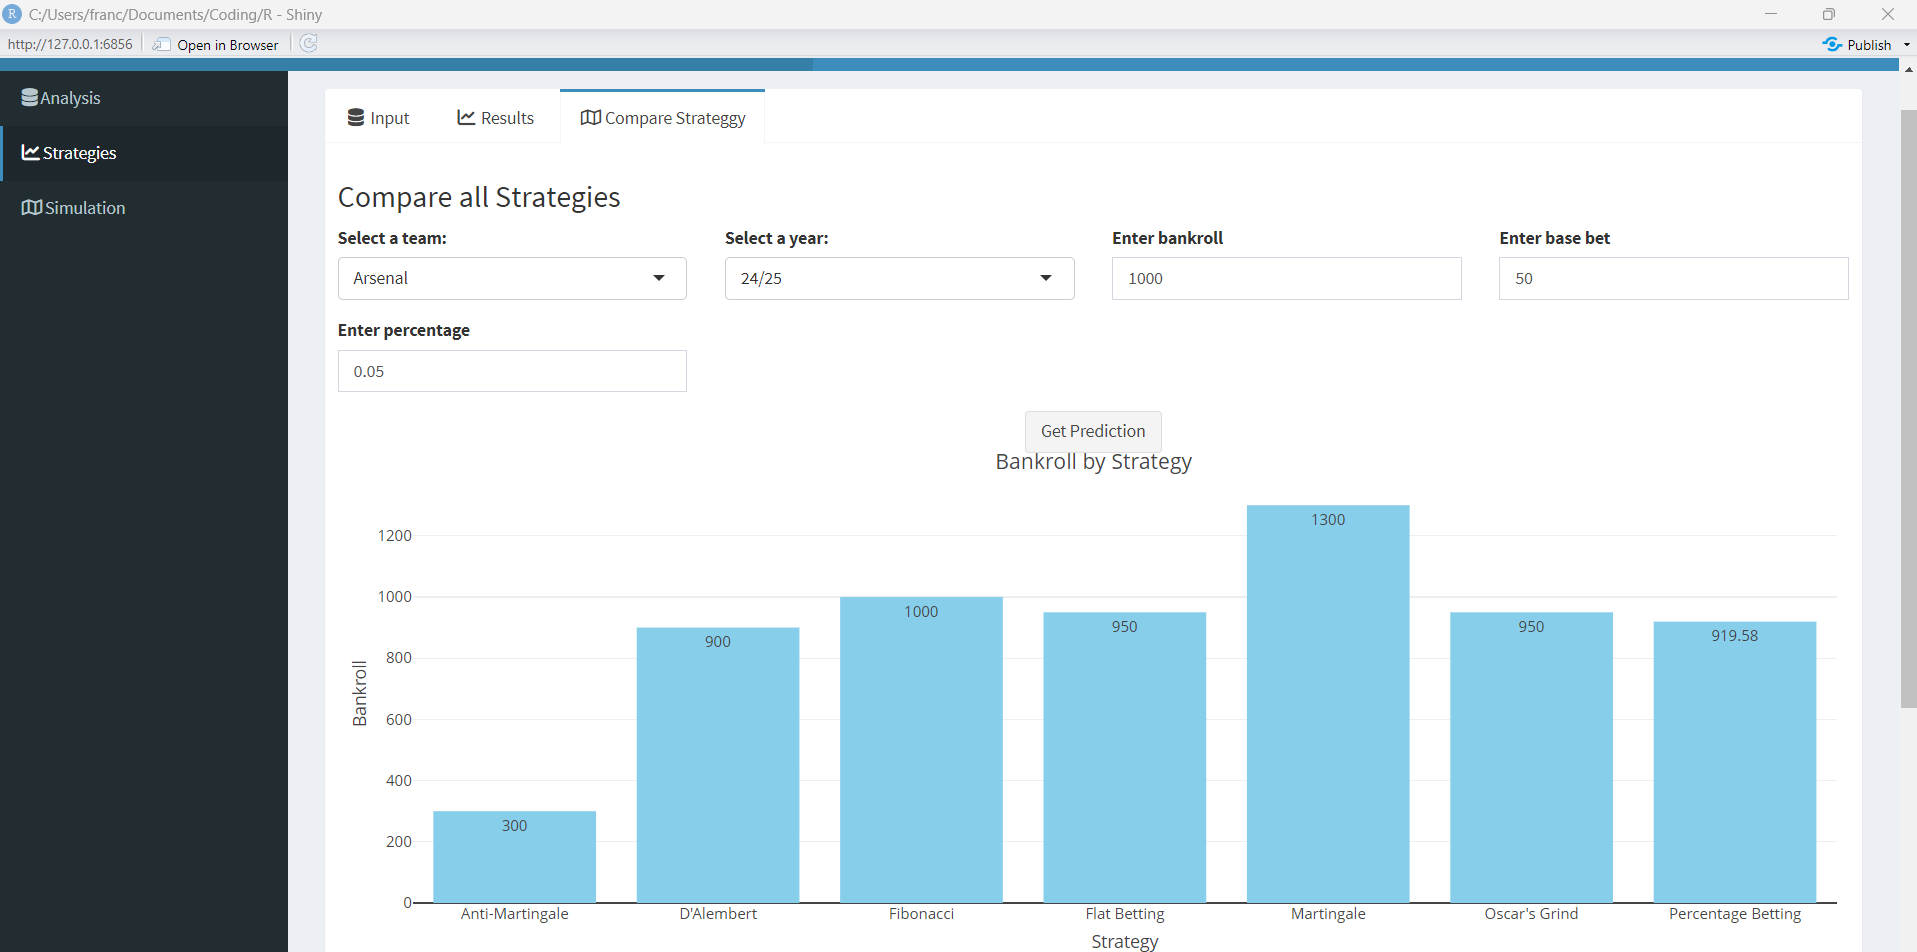 R C:/Users/franc/Documents/Coding/R - Shiny
http://127.0.0.1:6856 Open in Browser Publish
Analysis
Strategies
Simulation
Input Results Compare Strateggy
Compare all Strategies
Select a team: Select a year: Enter bankroll Enter base bet
Arsenal 24/25 1000 50
Enter percentage
0.05
Get Prediction
Bankroll by Strategy
Bankroll
1200
1000
800
600
400
200
0
300
900
1000
950
1300
950
919.58
Anti-Martingale D'Alembert Fibonacci Flat Betting Martingale Oscar's Grind Percentage Betting
Strategy